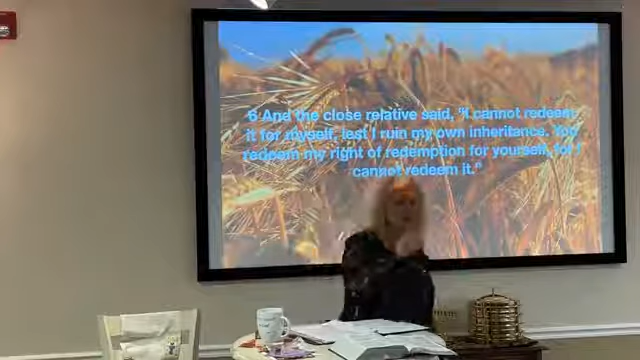 6 And the close relative said, “I cannot redeem
it for myself, lest I ruin my own inheritance. You
redeem my right of redemption for yourself, for I
cannot redeem it.”